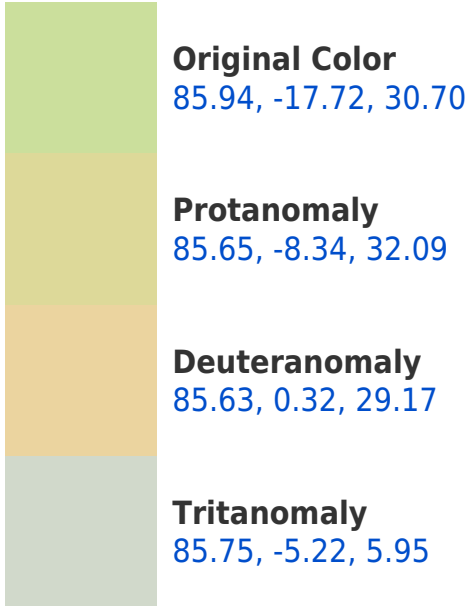 Original Color
85.94, -17.72, 30.70
Protanomaly
85.65, -8.34, 32.09
Deuteranomaly
85.63, 0.32, 29.17
Tritanomaly
85.75, -5.22, 5.95